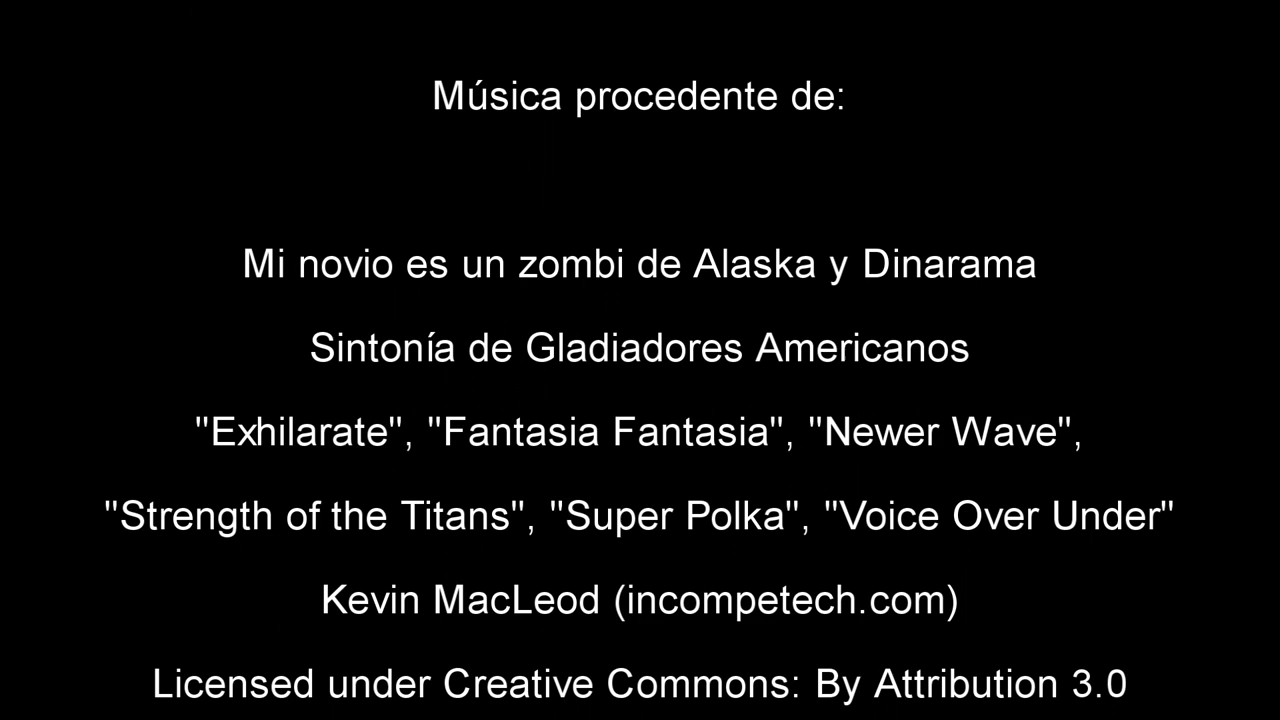 Música procedente de:
Mi novio es un zombi de Alaska y Dinarama
Sintonía de Gladiadores Americanos
"Exhilarate", "Fantasia Fantasia", "Newer Wave",
"Strength of the Titans", "Super Polka", "Voice Over Under"
Kevin MacLeod (incompetech.com)
Licensed under Creative Commons: By Attribution 3.0